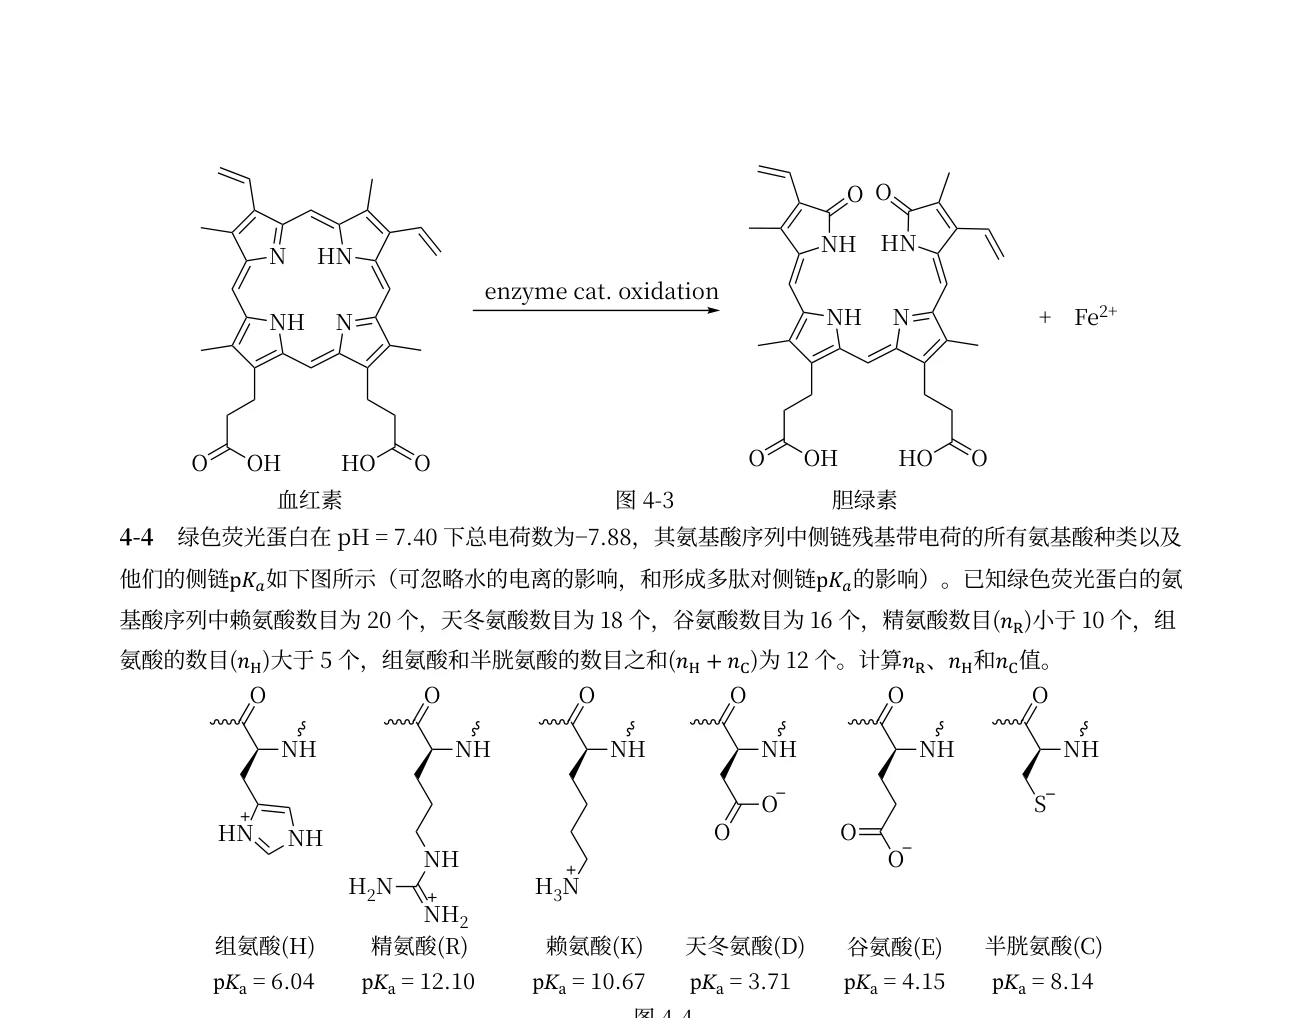 N HN
NH N
O OH HO O
enzyme cat. oxidation
O O
NH HN
NH N
O OH HO O
+ Fe2+
血红素 图 4-3 胆绿素
4-4 绿色荧光蛋白在 pH = 7.40 下总电荷数为−7.88，其氨基酸序列中侧链残基带电荷的所有氨基酸种类以及
他们的侧链pKa如下图所示（可忽略水的电离的影响，和形成多肽对侧链pKa的影响）。已知绿色荧光蛋白的氨
基酸序列中赖氨酸数目为 20 个，天冬氨酸数目为 18 个，谷氨酸数目为 16 个，精氨酸数目(nR)小于 10 个，组
氨酸的数目(nH)大于 5 个，组氨酸和半胱氨酸的数目之和(nH + nC)为 12 个。计算nR、nH和nC值。
O O O O O O
NH NH NH NH NH NH
HN+ NH
NH
H2N
+NH2
H3N+
O−
O
O
O−
S−
组氨酸(H) 精氨酸(R) 赖氨酸(K) 天冬氨酸(D) 谷氨酸(E) 半胱氨酸(C)
pKa = 6.04 pKa = 12.10 pKa = 10.67 pKa = 3.71 pKa = 4.15 pKa = 8.14
图 4-4